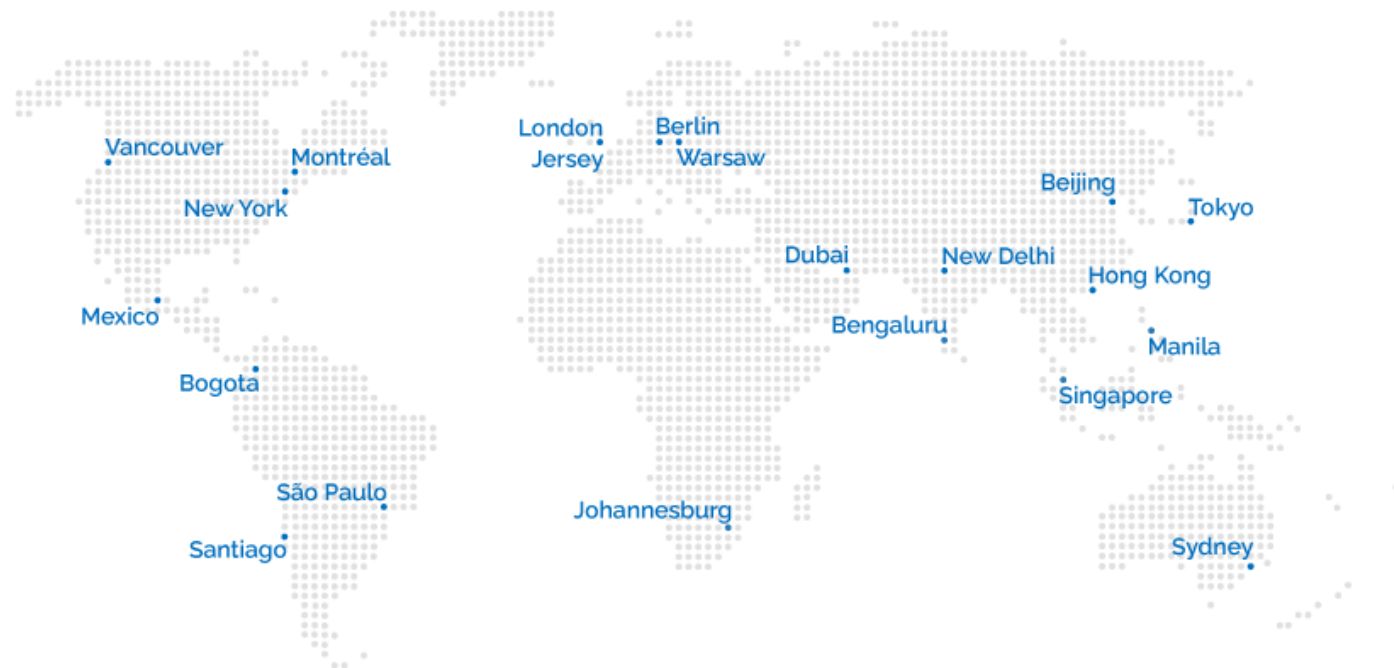 London
Berlin
Vancouver
Montréal
Jersey
Warsaw
Beijing
New York
Tokyo
Dubai
New Delhi
Hong Kong
Mexico
Bengaluru
Manila
Bogota
Singapore
São Paulo
Johannesburg
Santiago
Sydney